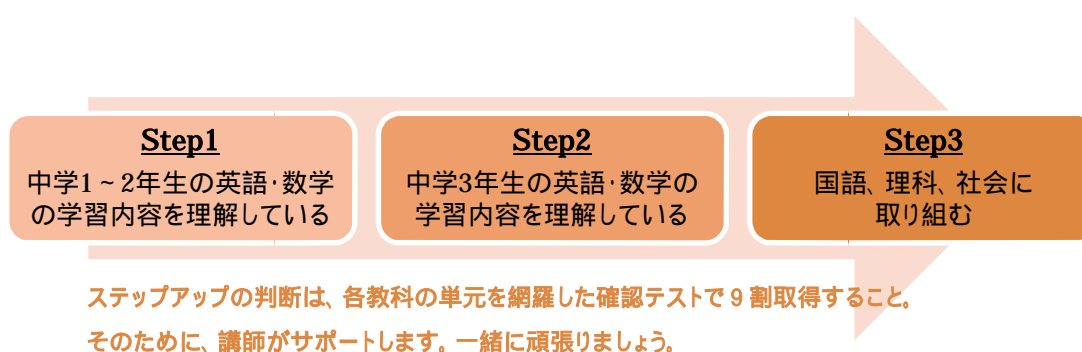 Step1
中学1~2年生の英語・数学
の学習内容を理解している
Step2
中学3年生の英語・数学の
学習内容を理解している
Step3
国語、理科、社会に
取り組む
ステップアップの判断は、各教科の単元を網羅した確認テストで9割取得すること。
そのために、講師がサポートします。一緒に頑張りましょう。